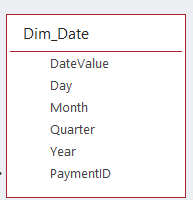 Dim_Date
DateValue
Day
Month
Quarter
Year
PaymentID